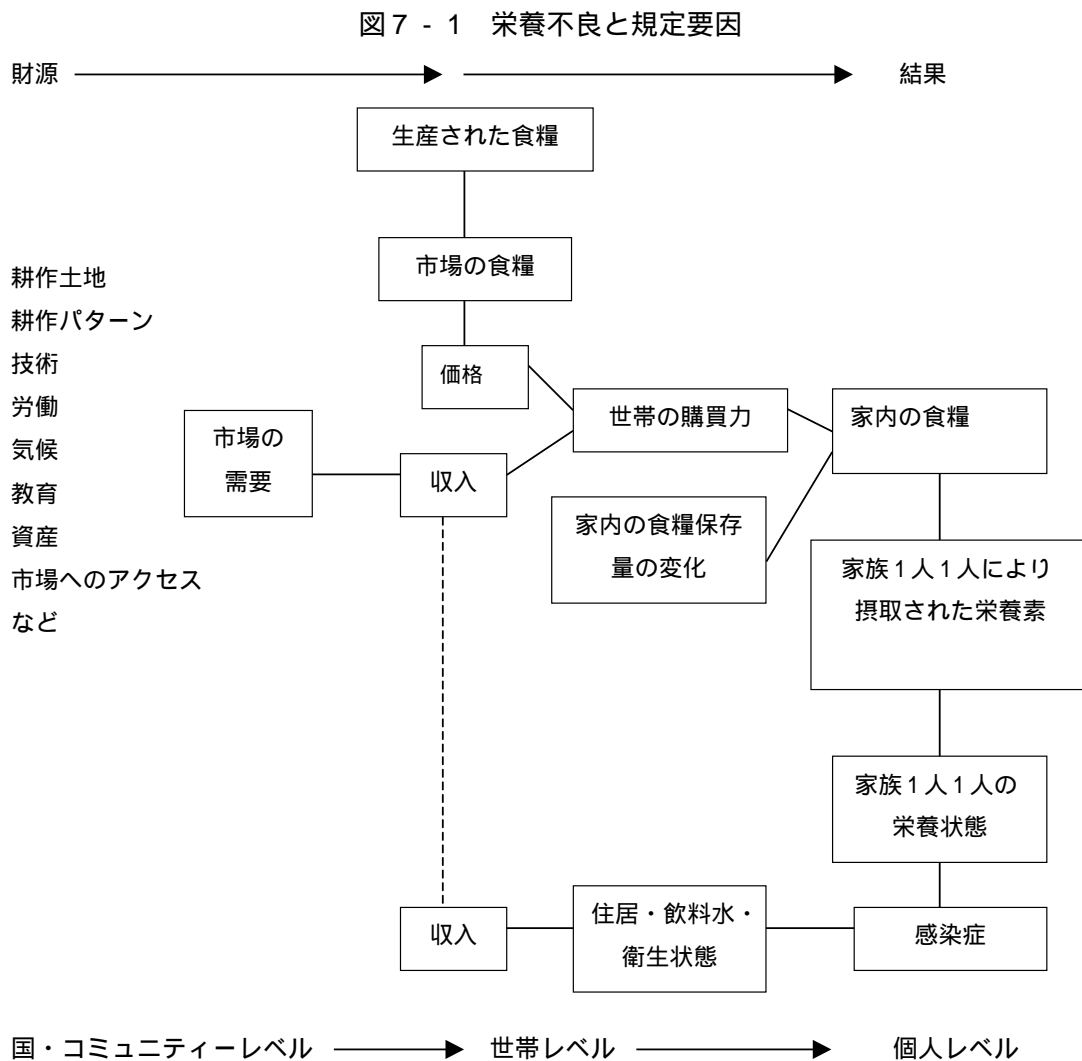 図７‐１　栄養不良と規定要因
財源
結果
生産された食糧
市場の食糧
耕作土地
耕作パターン
技術
労働
気候
教育
資産
市場へのアクセス
など
価格
世帯の購買力
家内の食糧
市場の
需要
収入
家内の食糧保存
量の変化
家族１人１人により
摂取された栄養素
家族１人１人の
栄養状態
収入
住居・飲料水・
衛生状態
感染症
国・コミュニティーレベル
世帯レベル
個人レベル